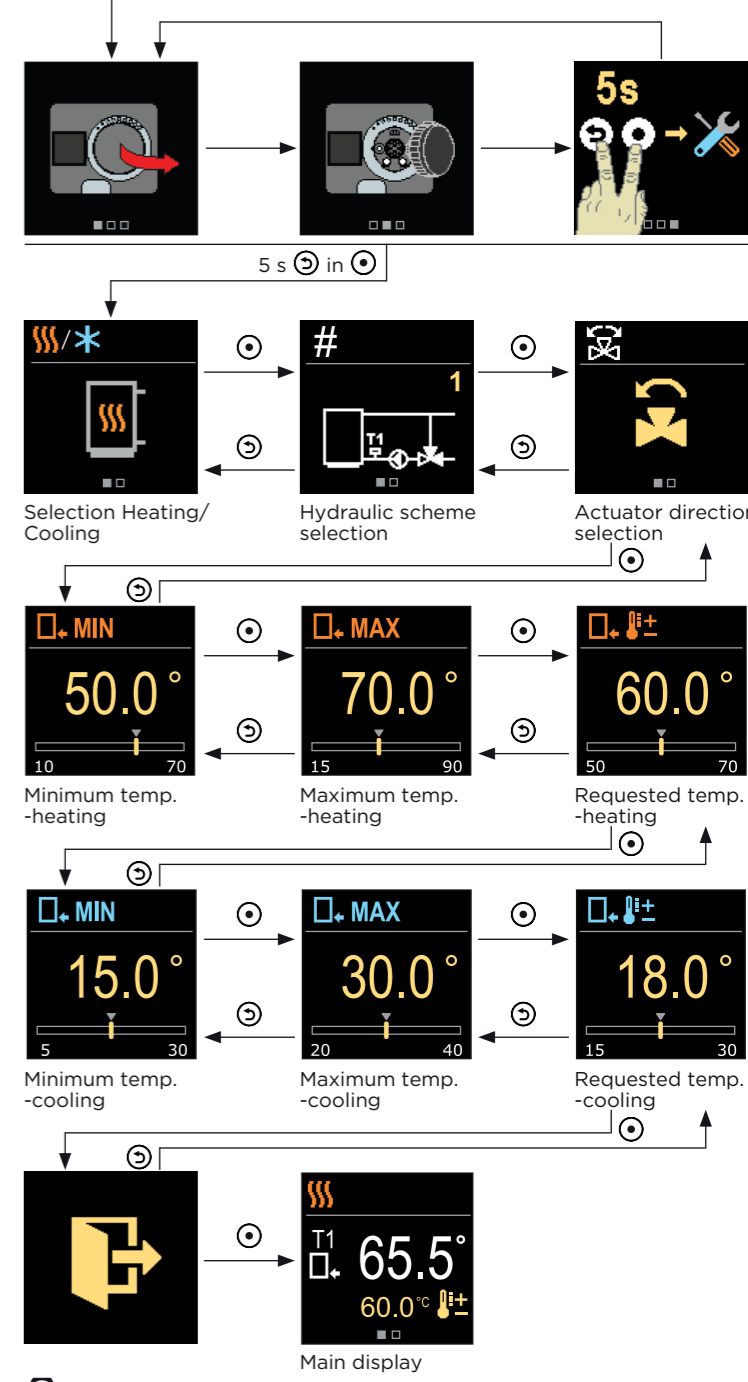 5s
5 s in
/
#
1
T1
Selection Heating/
Cooling
Hydraulic scheme
selection
Actuator direction
selection
MIN
50.0°
10 70
MAX
70.0°
15 90
60.0°
50 70
Minimum temp.
-heating
Maximum temp.
-heating
Requested temp.
-heating
MIN
15.0°
5 30
MAX
30.0°
20 40
18.0°
15 30
Minimum temp.
-cooling
Maximum temp.
-cooling
Requested temp.
-cooling
T1
65.5°
60.0°C
Main display